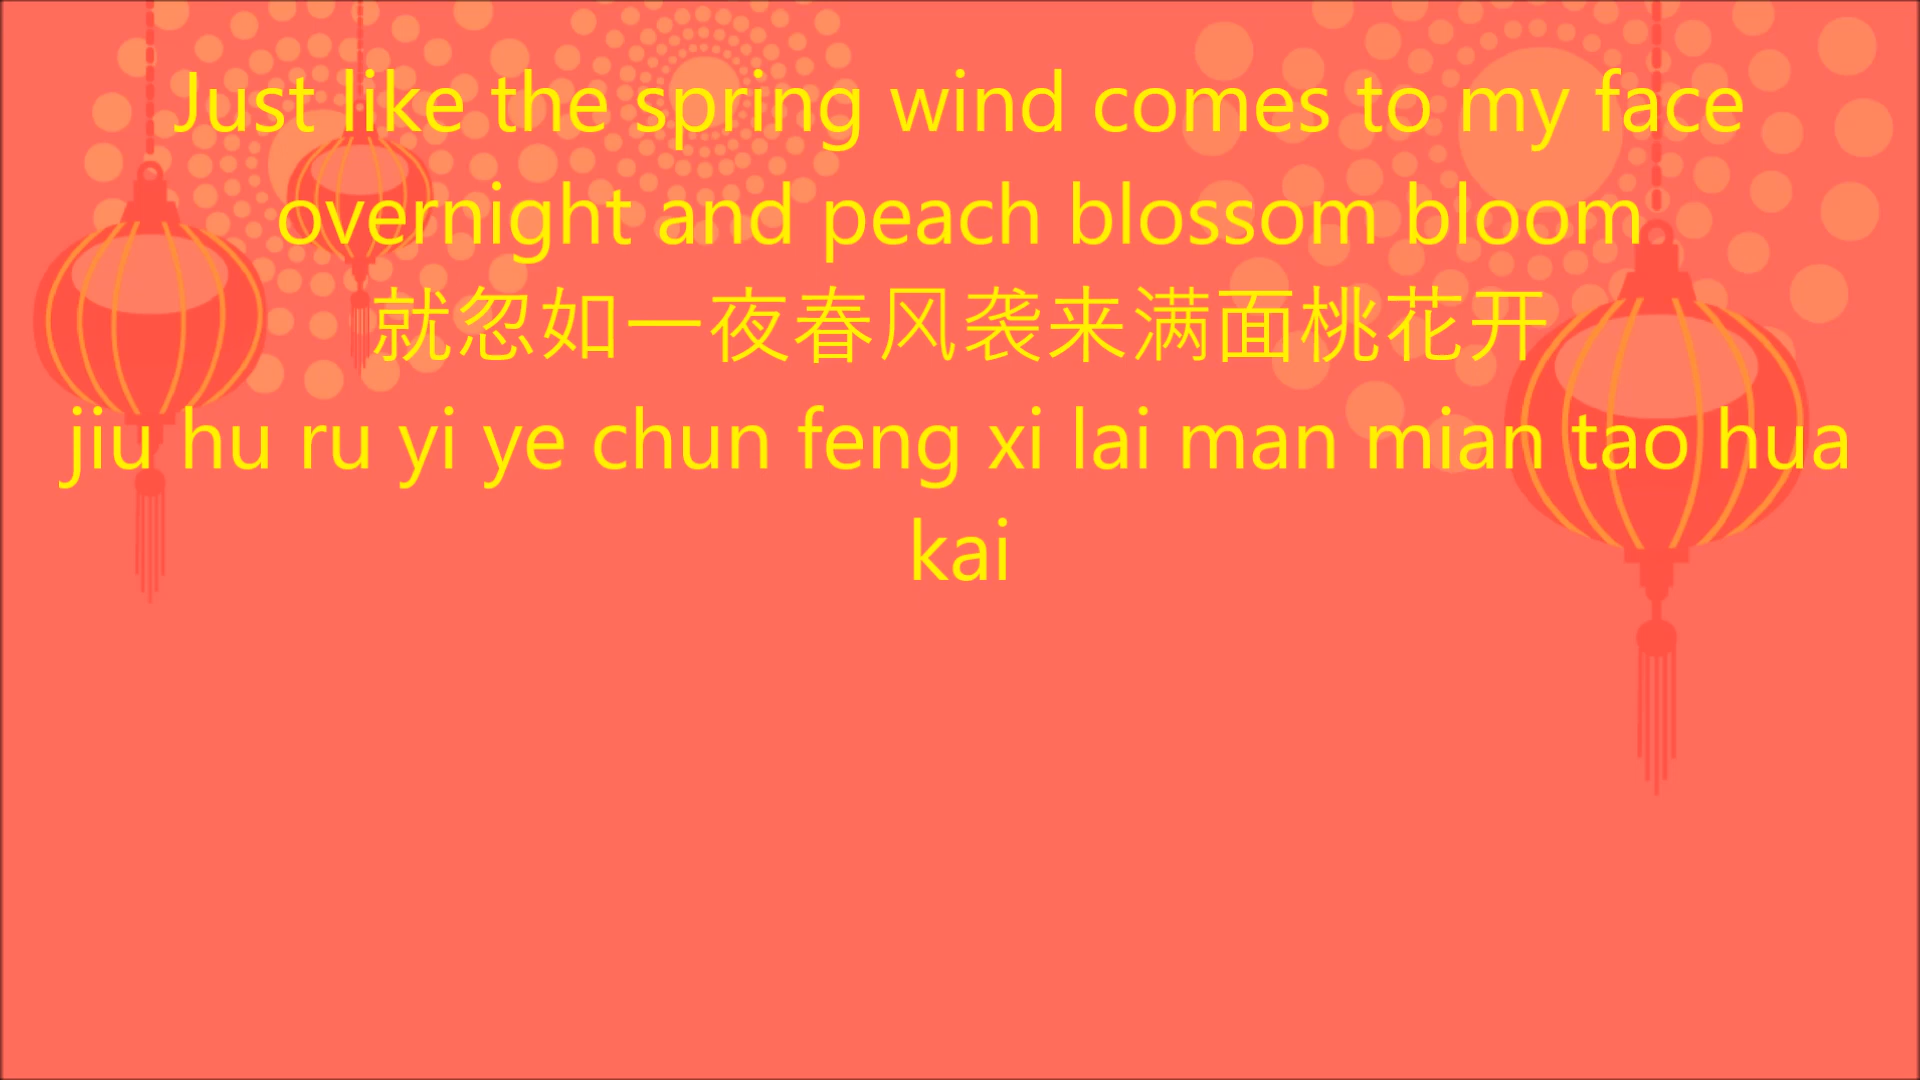 Just like the spring wind comes to my face
overnight and peach blossom bloom
就忽如一夜春风袭来满面桃花开
jiu hu ru yi ye chun feng xi lai man mian tao hua
kai